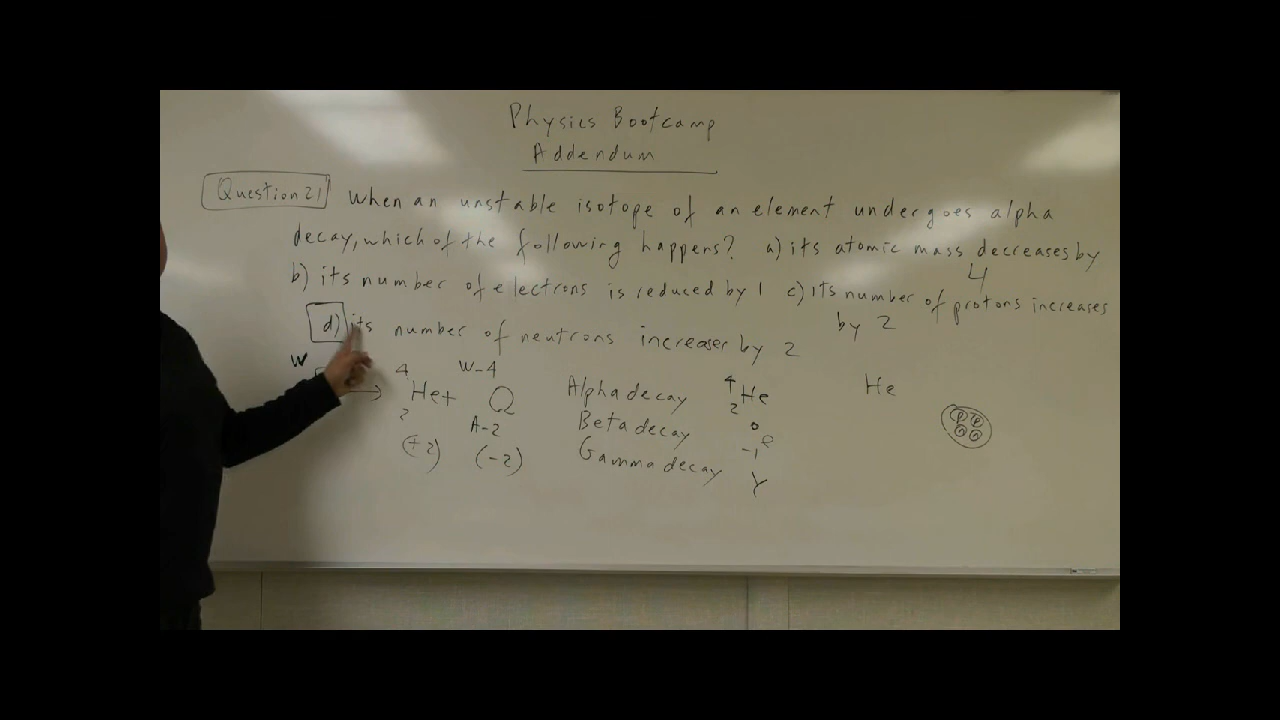 Physics Bootcamp
Addendum
Question 21 When an unstable isotope of an element undergoes alpha
decay, which of the following happens? a) its atomic mass decreases by
4
b) its number of electrons is reduced by 1 c) its number of protons increases
by 2
d) its number of neutrons increases by 2
W
4 W-4
He+ Q Alpha decay 4 He He
2 A-2 2
(+2) (-2) Beta decay 0 e
-1
Gamma decay γ
P P
n n